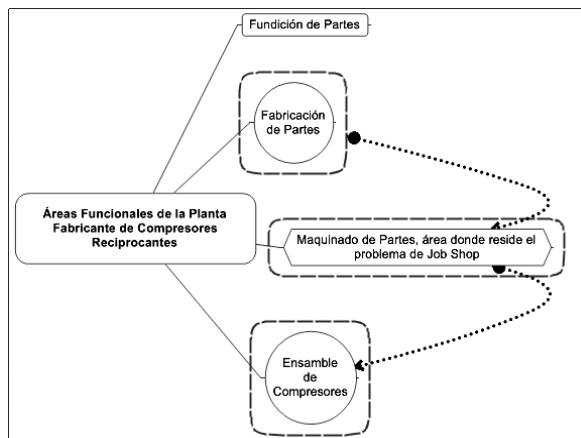 Fundición de Partes
Fabricación
de Partes
Áreas Funcionales de la Planta
Fabricante de Compresores
Reciprocantes
Maquinado de Partes, área donde reside el
problema de Job Shop
Ensamble
de
Compresores